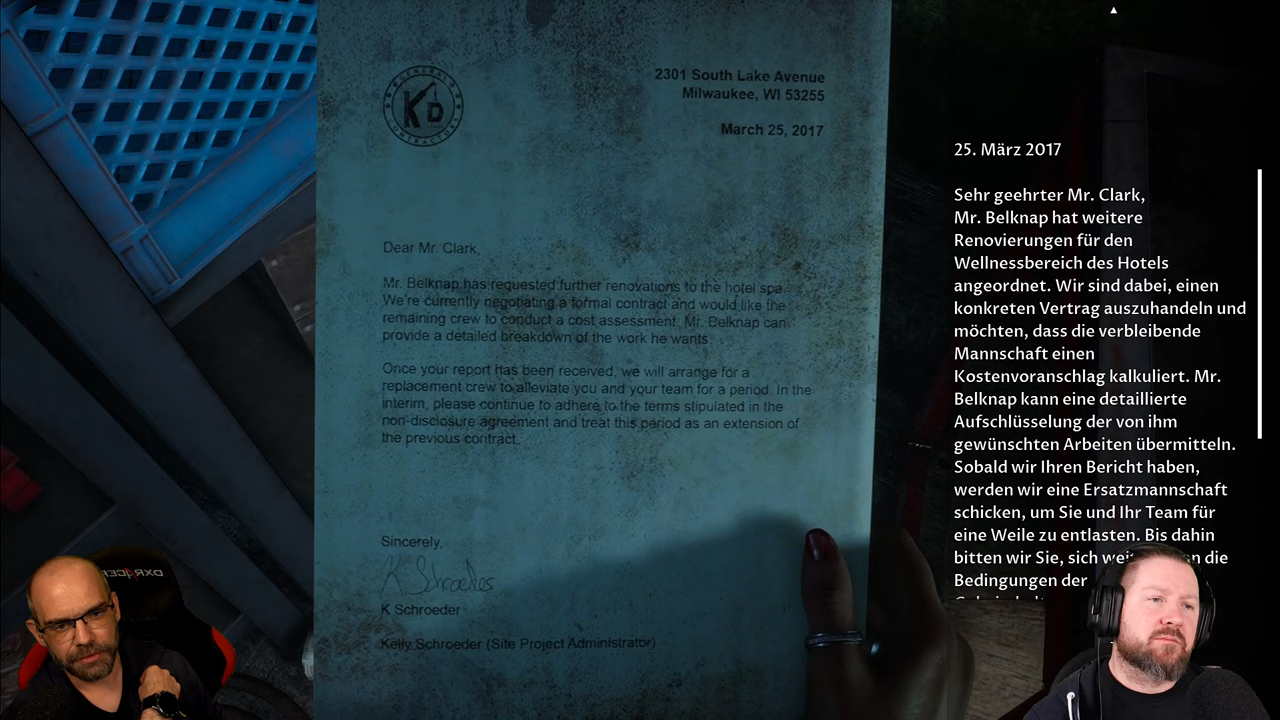 GENERAL
KD
CONTRACTORS
2301 South Lake Avenue
Milwaukee, WI 53255
March 25, 2017
Dear Mr. Clark,
Mr. Belknap has requested further renovations to the hotel spa.
We're currently negotiating a formal contract and would like the
remaining crew to conduct a cost assessment. Mr. Belknap can
provide a detailed breakdown of the work he wants.
Once your report has been received, we will arrange for a
replacement crew to alleviate you and your team for a period. In the
interim, please continue to adhere to the terms stipulated in the
non-disclosure agreement and treat this period as an extension of
the previous contract.
Sincerely,
K Schroeder
K Schroeder
Kelly Schroeder (Site Project Administrator)
25. März 2017
Sehr geehrter Mr. Clark,
Mr. Belknap hat weitere
Renovierungen für den
Wellnessbereich des Hotels
angeordnet. Wir sind dabei, einen
konkreten Vertrag auszuhandeln und
möchten, dass die verbleibende
Mannschaft einen
Kostenvoranschlag kalkuliert. Mr.
Belknap kann eine detaillierte
Aufschlüsselung der von ihm
gewünschten Arbeiten übermitteln.
Sobald wir Ihren Bericht haben,
werden wir eine Ersatzmannschaft
schicken, um Sie und Ihr Team für
eine Weile zu entlasten. Bis dahin
bitten wir Sie, sich die
Bedingungen der
DXRACER